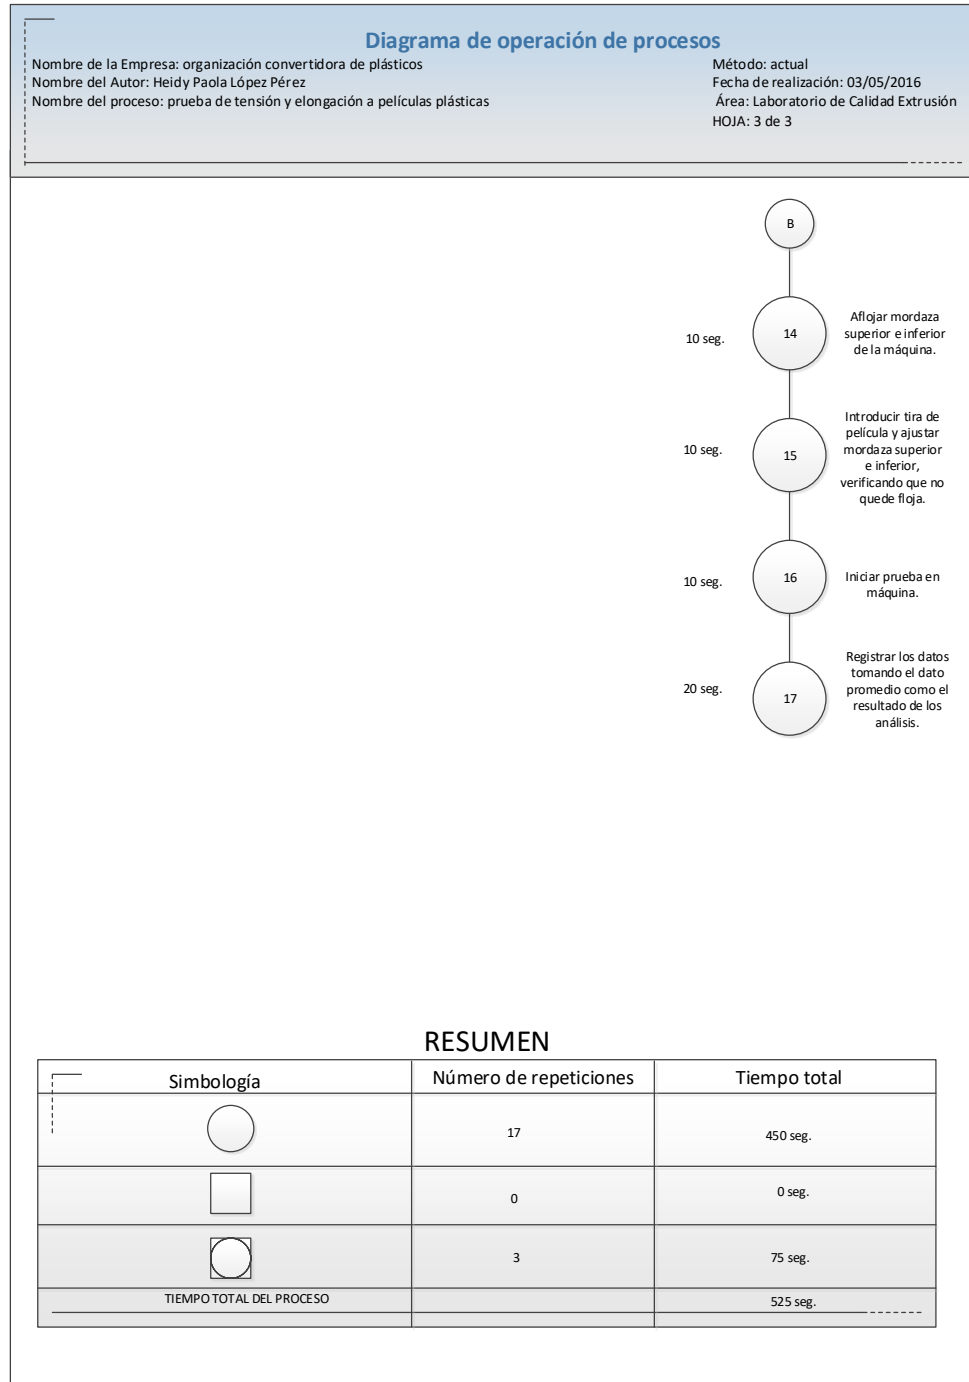 Diagrama de operación de procesos
Nombre de la Empresa: organización convertidora de plásticos
Nombre del Autor: Heidy Paola López Pérez
Nombre del proceso: prueba de tensión y elongación a películas plásticas
Método: actual
Fecha de realización: 03/05/2016
Área: Laboratorio de Calidad Extrusión
HOJA: 3 de 3
B
10 seg.
14
Aflojar mordaza
superior e inferior
de la máquina.
10 seg.
15
Introducir tira de
película y ajustar
mordaza superior
e inferior,
verificando que no
quede floja.
10 seg.
16
Iniciar prueba en
máquina.
20 seg.
17
Registrar los datos
tomando el dato
promedio como el
resultado de los
análisis.
RESUMEN
Simbología
Número de repeticiones
Tiempo total
17
450 seg.
0
0 seg.
3
75 seg.
TIEMPO TOTAL DEL PROCESO
525 seg.